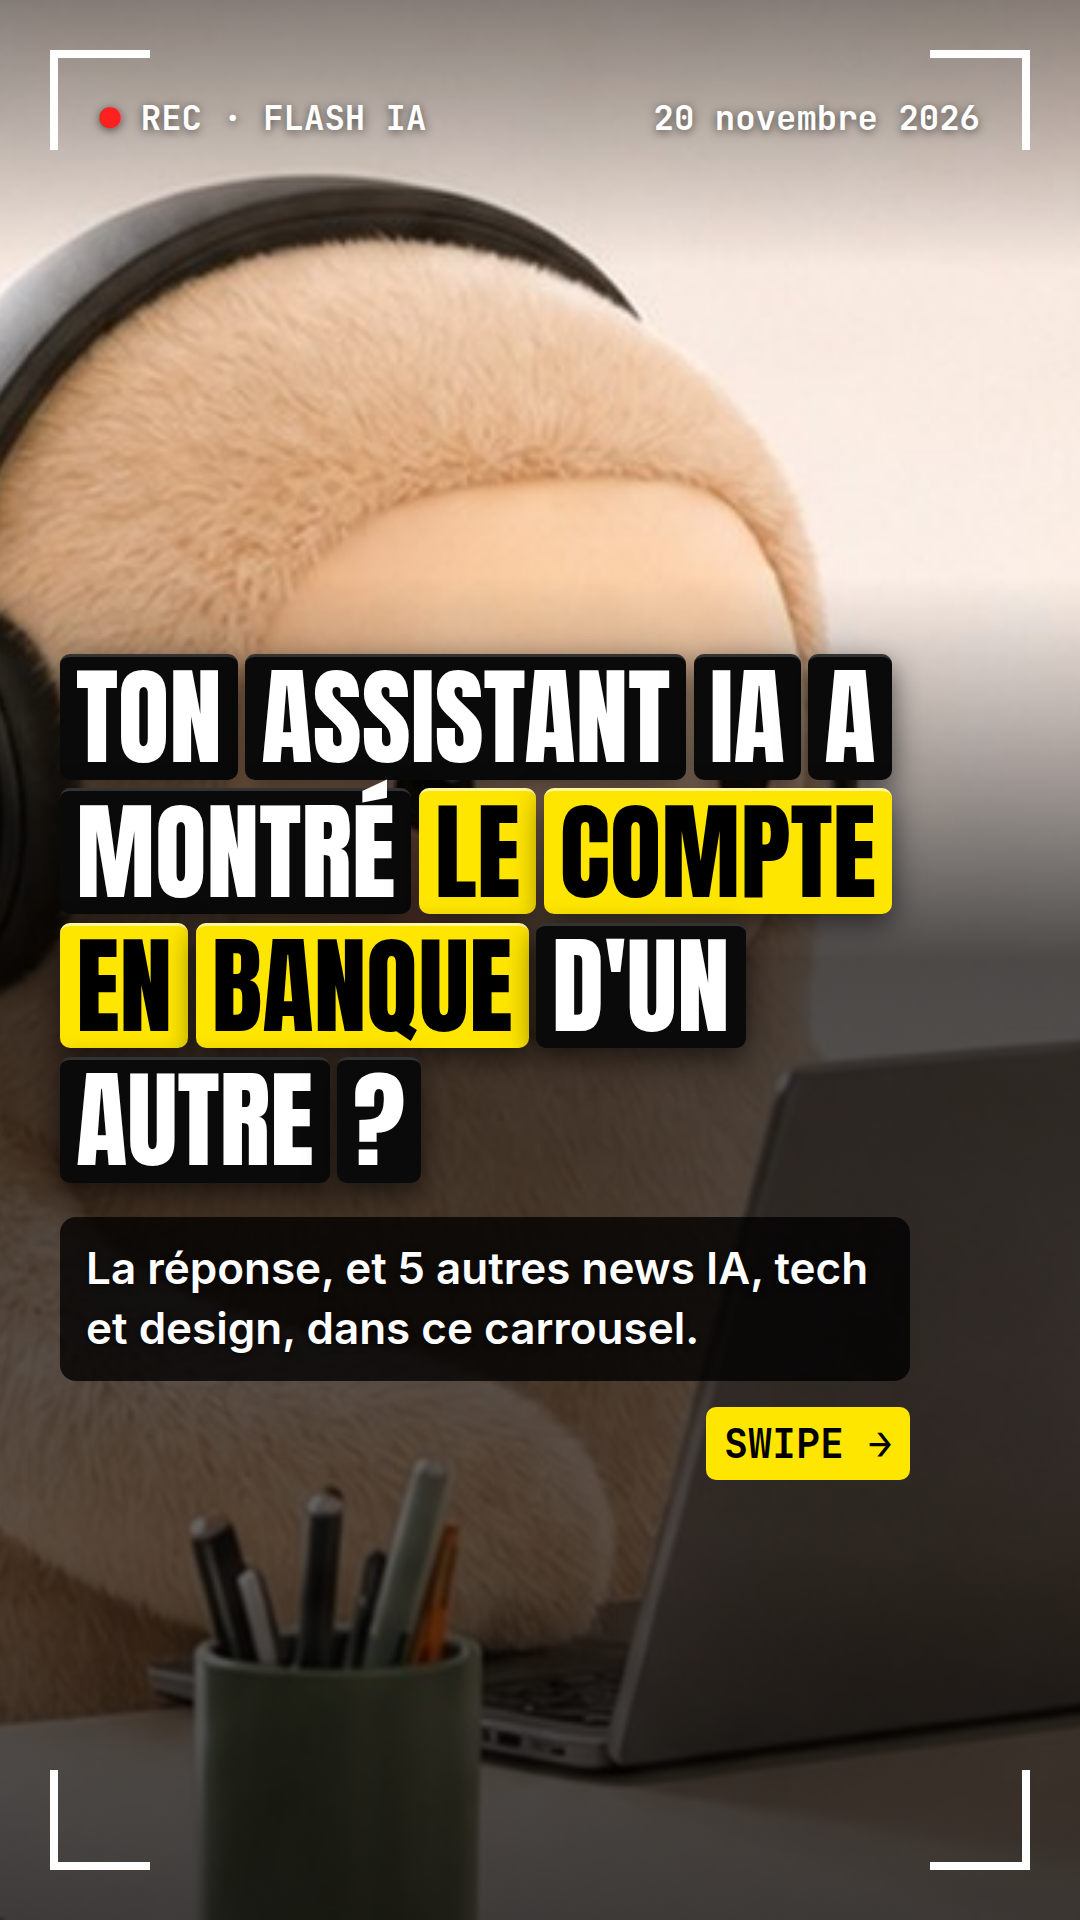 REC · FLASH IA
20 novembre 2026
TON ASSISTANT IA A
MONTRÉ LE COMPTE
EN BANQUE D'UN
AUTRE ?
La réponse, et 5 autres news IA, tech
et design, dans ce carrousel.
SWIPE →